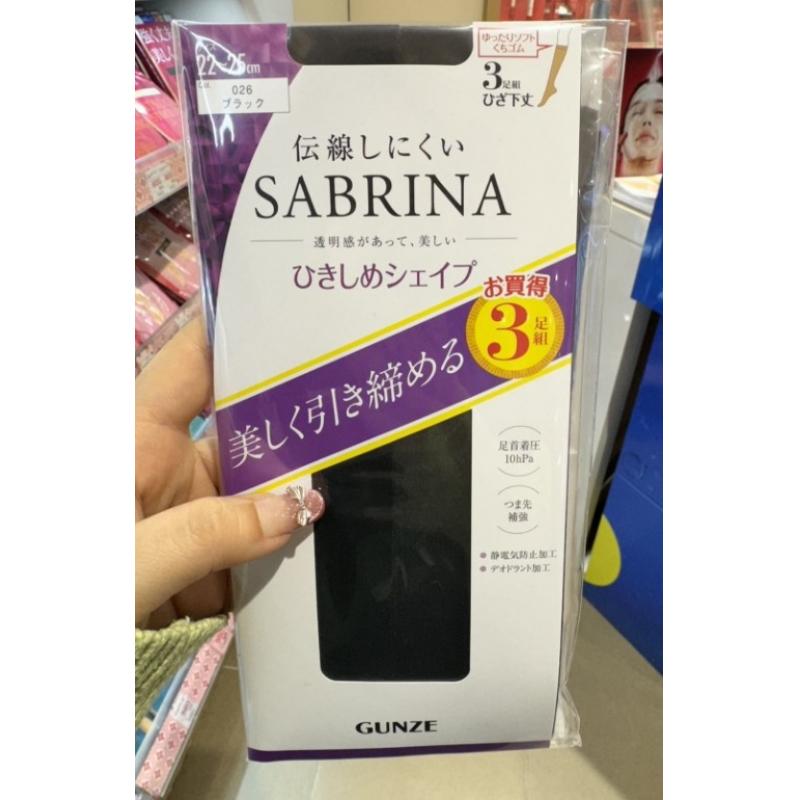 22~25cm
026
ブラック
ゆったりソフト
くちゴム
3足組
ひざ下丈
伝線しにくい
SABRINA
透明感があって、美しい
ひきしめシェイプ
お買得
3足組
美しく引き締める
足首着圧
10hPa
つま先
補強
静電気防止加工
デオドラント加工
GUNZE